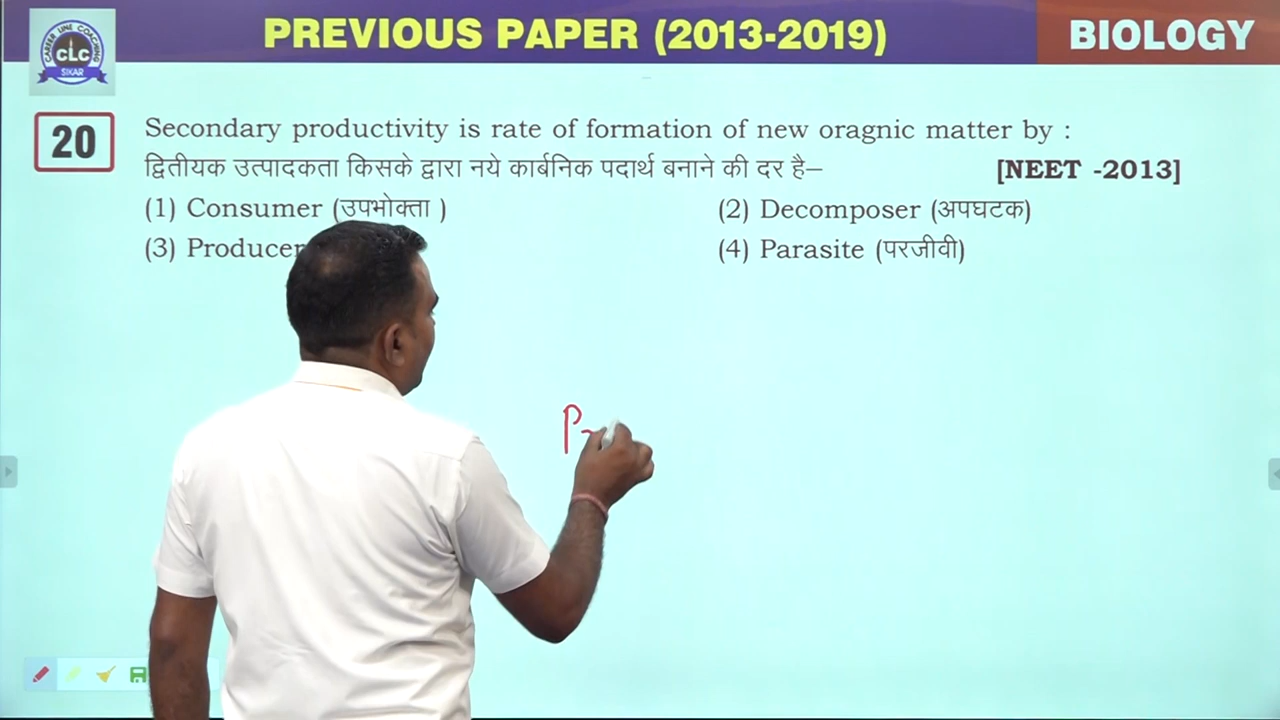 PREVIOUS PAPER (2013-2019)
BIOLOGY
CAREER LINE COACHING
CLC
SIKAR
20
Secondary productivity is rate of formation of new oragnic matter by :
द्वितीयक उत्पादकता किसके द्वारा नये कार्बनिक पदार्थ बनाने की दर है–
[NEET -2013]
(1) Consumer (उपभोक्ता )
(2) Decomposer (अपघटक)
(3) Producer
(4) Parasite (परजीवी)